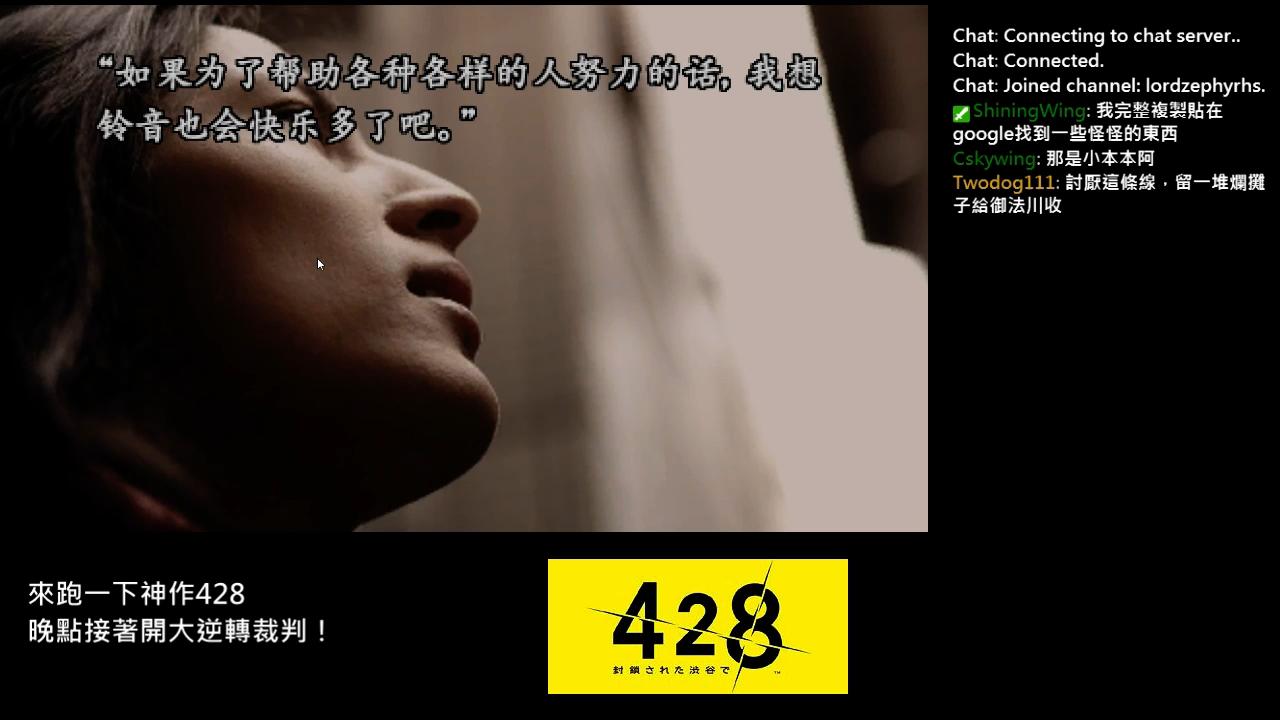 “如果为了帮助各种各样的人努力的话, 我想
铃音也会快乐多了吧。”
Chat: Connecting to chat server..
Chat: Connected.
Chat: Joined channel: lordzephyrhs.
ShiningWing: 我完整複製貼在
google找到一些怪怪的東西
Cskywing: 那是小本本阿
Twodog111: 討厭這條線，留一堆爛攤
子給御法川收
來跑一下神作428
晚點接著開大逆轉裁判！
428
封鎖された渋谷で
™